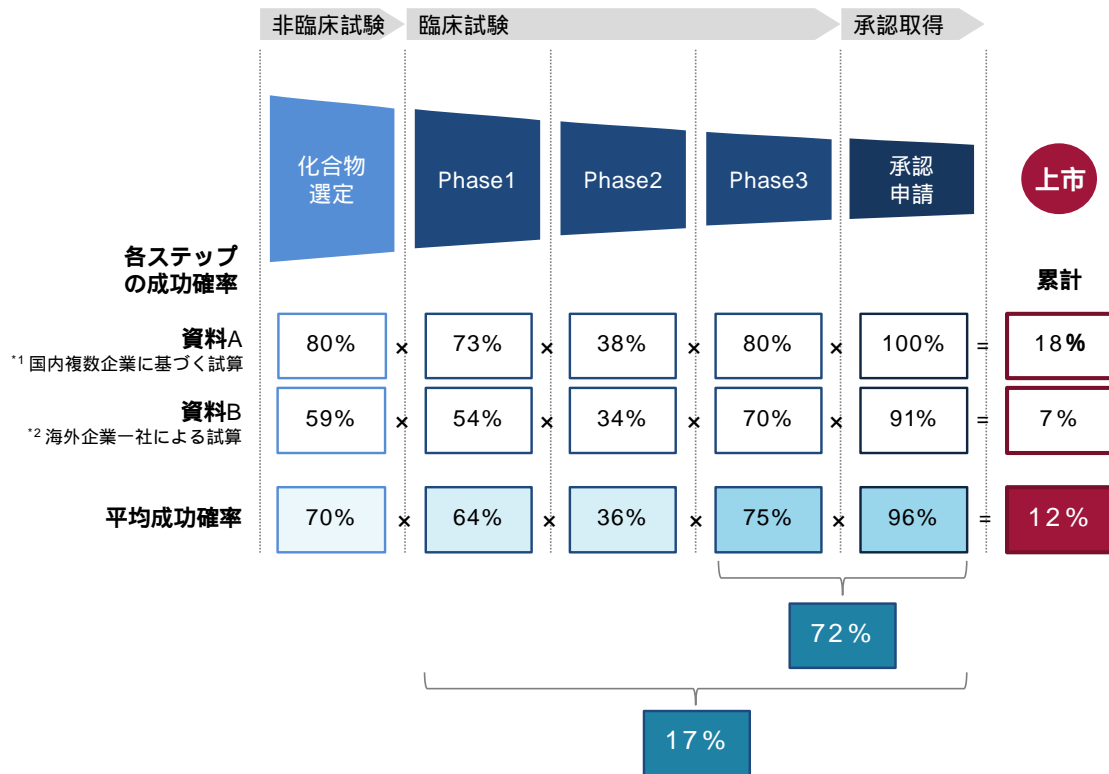 非臨床試験 臨床試験 承認取得
化合物
選定
Phase1
Phase2
Phase3
承認
申請
上市
各ステップ
の成功確率
累計
資料A
*1 国内複数企業に基づく試算
80% × 73% × 38% × 80% × 100% = 18%
資料B
*2 海外企業一社による試算
59% × 54% × 34% × 70% × 91% = 7%
平均成功確率
70% × 64% × 36% × 75% × 96% = 12%
72%
17%